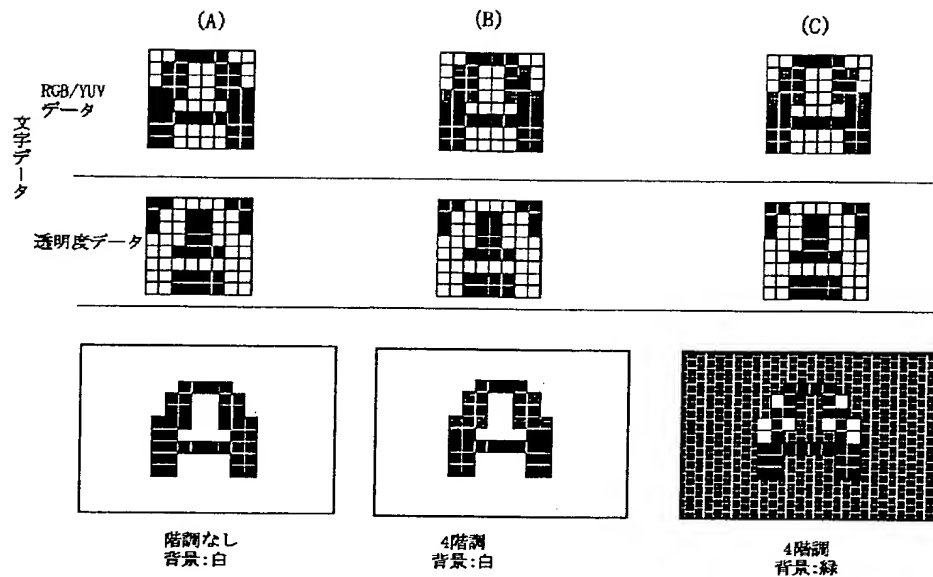 (A)
(B)
(C)
文字データ
RGB/YUV
データ
透明度データ
階調なし
背景:白
4階調
背景:白
4階調
背景:緑